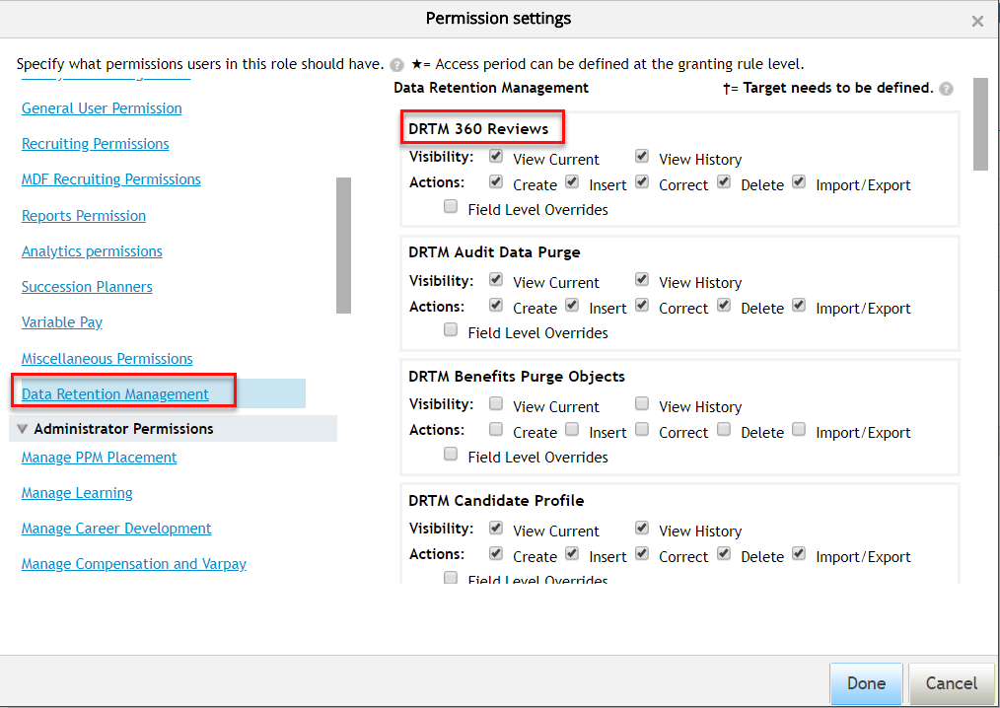 Permission settings
×
Specify what permissions users in this role should have. ? ★= Access period can be defined at the granting rule level.
General User Permission
Recruiting Permissions
MDF Recruiting Permissions
Reports Permission
Analytics permissions
Succession Planners
Variable Pay
Miscellaneous Permissions
Data Retention Management
Administrator Permissions
Manage PPM Placement
Manage Learning
Manage Career Development
Manage Compensation and Varpay
Data Retention Management †= Target needs to be defined. ?
DRTM 360 Reviews
Visibility: View Current View History
Actions: Create Insert Correct Delete Import/Export
Field Level Overrides
DRTM Audit Data Purge
Visibility: View Current View History
Actions: Create Insert Correct Delete Import/Export
Field Level Overrides
DRTM Benefits Purge Objects
Visibility: View Current View History
Actions: Create Insert Correct Delete Import/Export
Field Level Overrides
DRTM Candidate Profile
Visibility: View Current View History
Actions: Create Insert Correct Delete Import/Export
Field Level Overrides
Done Cancel